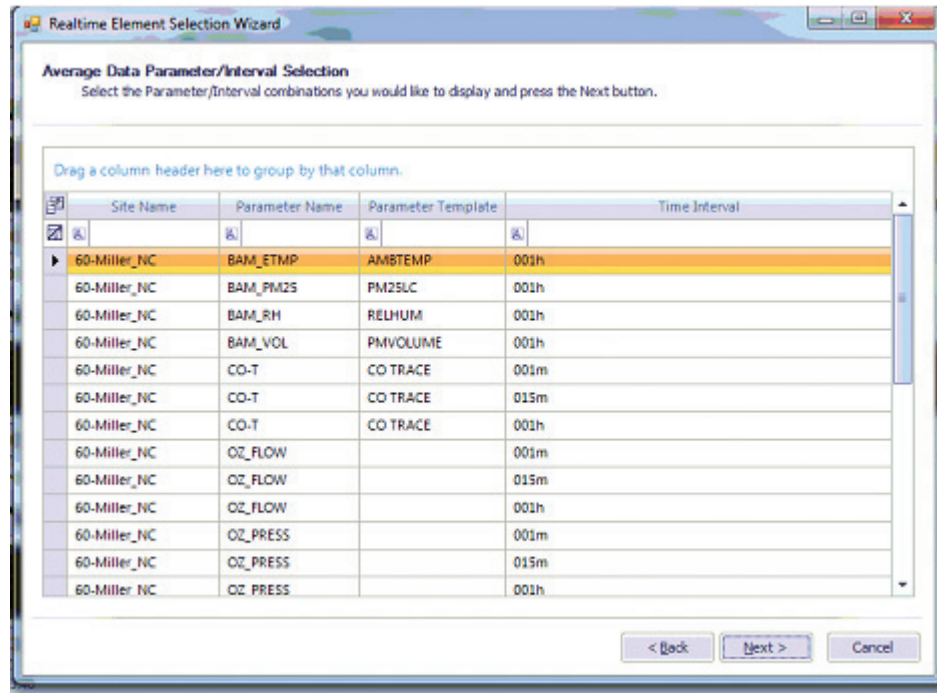 Realtime Element Selection Wizard
Average Data Parameter/Interval Selection
Select the Parameter/Interval combinations you would like to display and press the Next button.
Drag a column header here to group by that column.
Site Name Parameter Name Parameter Template Time Interval
60-Miller_NC BAM_ETMP AMBTEMP 001h
60-Miller_NC BAM_PM25 PM25LC 001h
60-Miller_NC BAM_RH RELHUM 001h
60-Miller_NC BAM_VOL PMVOLUME 001h
60-Miller_NC CO-T CO TRACE 001m
60-Miller_NC CO-T CO TRACE 015m
60-Miller_NC CO-T CO TRACE 001h
60-Miller_NC OZ_FLOW 001m
60-Miller_NC OZ_FLOW 015m
60-Miller_NC OZ_FLOW 001h
60-Miller_NC OZ_PRESS 001m
60-Miller_NC OZ_PRESS 015m
60-Miller_NC OZ_PRESS 001h
< Back Next > Cancel